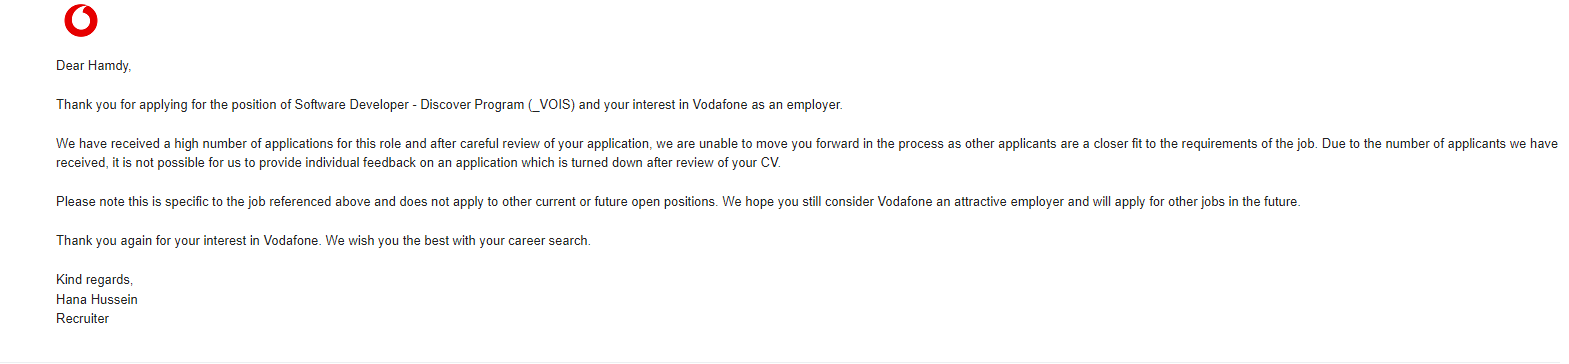 Dear Hamdy,
Thank you for applying for the position of Software Developer - Discover Program (_VOIS) and your interest in Vodafone as an employer.
We have received a high number of applications for this role and after careful review of your application, we are unable to move you forward in the process as other applicants are a closer fit to the requirements of the job. Due to the number of applicants we have
received, it is not possible for us to provide individual feedback on an application which is turned down after review of your CV.
Please note this is specific to the job referenced above and does not apply to other current or future open positions. We hope you still consider Vodafone an attractive employer and will apply for other jobs in the future.
Thank you again for your interest in Vodafone. We wish you the best with your career search.
Kind regards,
Hana Hussein
Recruiter